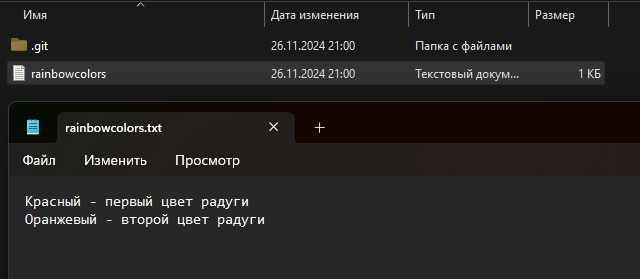 Имя Дата изменения Тип Размер
.git 26.11.2024 21:00 Папка с файлами
rainbowcolors 26.11.2024 21:00 Текстовый докум... 1 КБ
rainbowcolors.txt
Файл Изменить Просмотр
Красный - первый цвет радуги
Оранжевый - второй цвет радуги